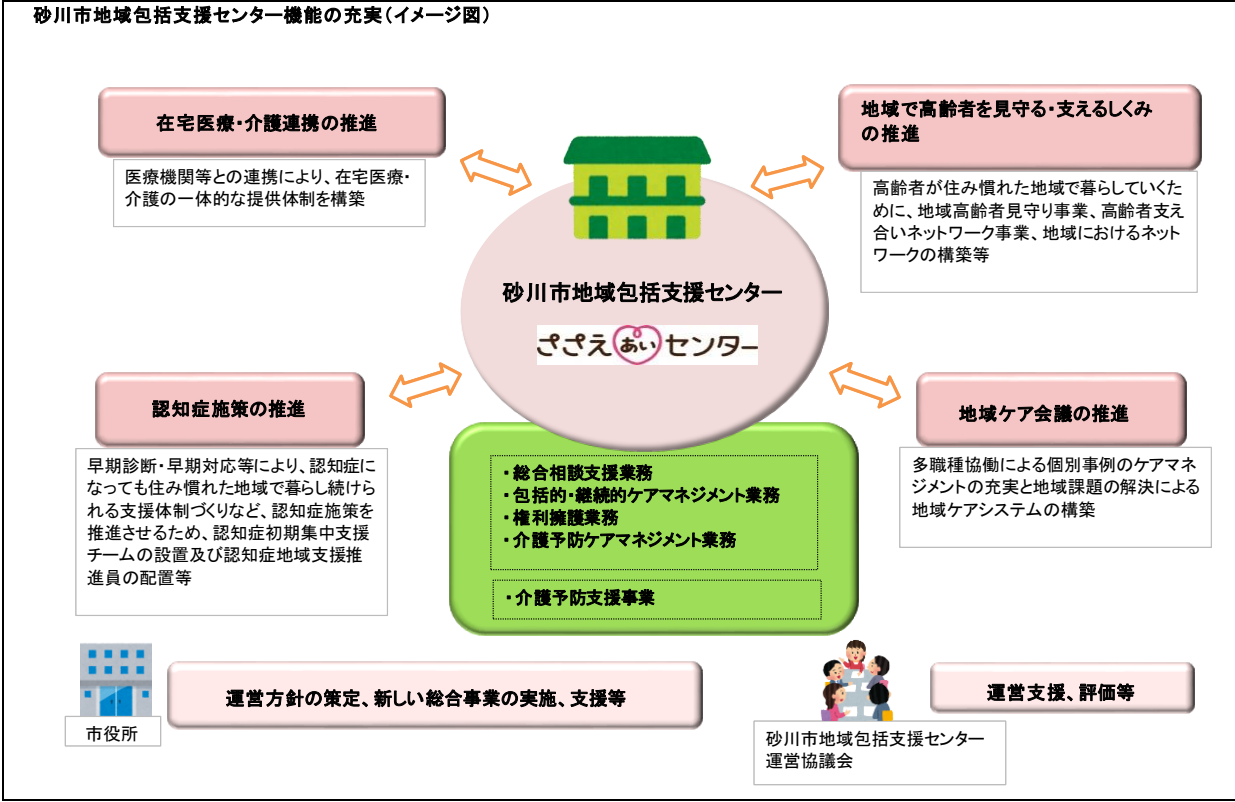 砂川市地域包括支援センター機能の充実（イメージ図）
在宅医療・介護連携の推進
医療機関等との連携により、在宅医療・
介護の一体的な提供体制を構築
地域で高齢者を見守る・支えるしくみ
の推進
高齢者が住み慣れた地域で暮らしていくた
めに、地域高齢者見守り事業、高齢者支え
合いネットワーク事業、地域におけるネット
ワークの構築等
砂川市地域包括支援センター
ささえあいセンター
認知症施策の推進
早期診断・早期対応等により、認知症に
なっても住み慣れた地域で暮らし続けら
れる支援体制づくりなど、認知症施策を
推進させるため、認知症初期集中支援
チームの設置及び認知症地域支援推
進員の配置等
地域ケア会議の推進
多職種協働による個別事例のケアマネ
ジメントの充実と地域課題の解決による
地域ケアシステムの構築
・総合相談支援業務
・包括的・継続的ケアマネジメント業務
・権利擁護業務
・介護予防ケアマネジメント業務
・介護予防支援事業
市役所
運営方針の策定、新しい総合事業の実施、支援等
砂川市地域包括支援センター
運営協議会
運営支援、評価等